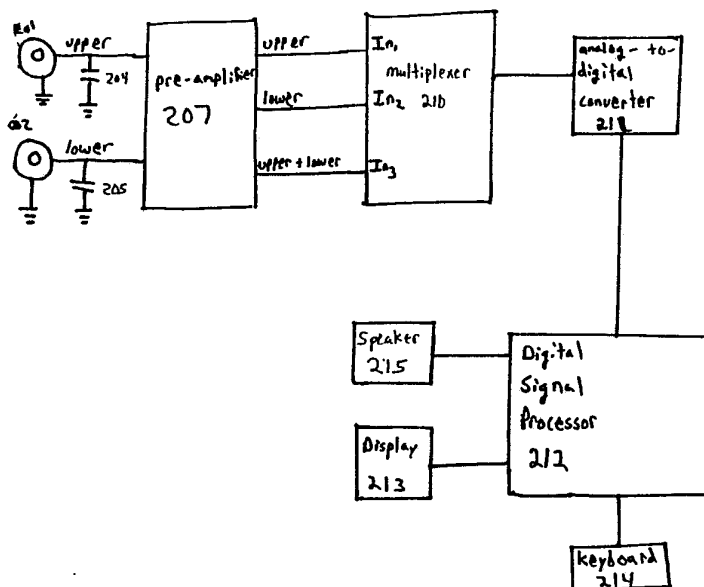 upper
204
lower
205
pre-amplifier
207
upper
lower
upper + lower
In1
multiplexer
In2 210
In3
analog - to -
digital
converter
Speaker
215
Display
213
Digital
Signal
Processor
212
keyboard
214